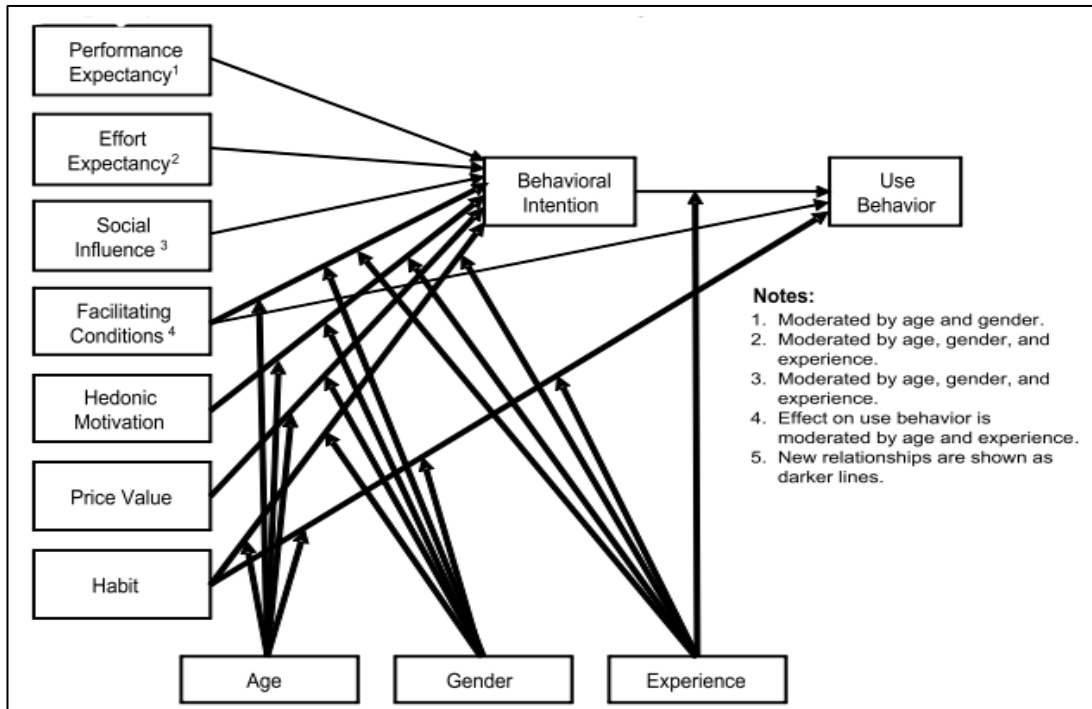 Performance
Expectancy1
Effort
Expectancy2
Social
Influence 3
Facilitating
Conditions 4
Hedonic
Motivation
Price Value
Habit
Behavioral
Intention
Use
Behavior
Notes:
1. Moderated by age and gender.
2. Moderated by age, gender, and
experience.
3. Moderated by age, gender, and
experience.
4. Effect on use behavior is
moderated by age and experience.
5. New relationships are shown as
darker lines.
Age
Gender
Experience